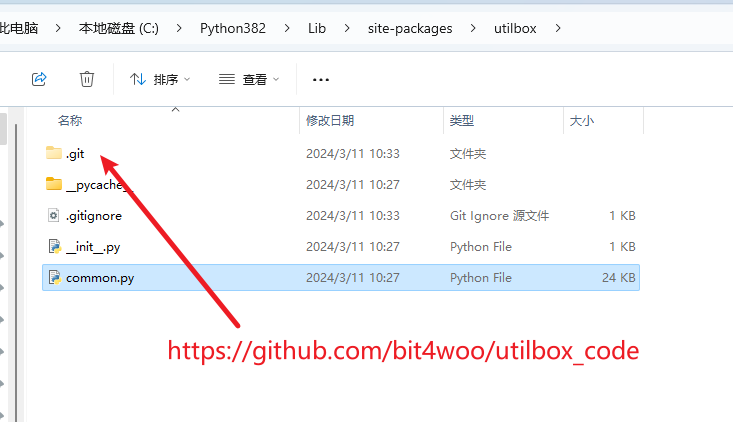 此电脑 > 本地磁盘 (C:) > Python382 > Lib > site-packages > utilbox >
排序 查看 ...
名称 修改日期 类型 大小
.git 2024/3/11 10:33 文件夹
__pycache__ 2024/3/11 10:27 文件夹
.gitignore 2024/3/11 10:33 Git Ignore 源文件 1 KB
__init__.py 2024/3/11 10:27 Python File 1 KB
common.py 2024/3/11 10:27 Python File 24 KB
https://github.com/bit4woo/utilbox_code